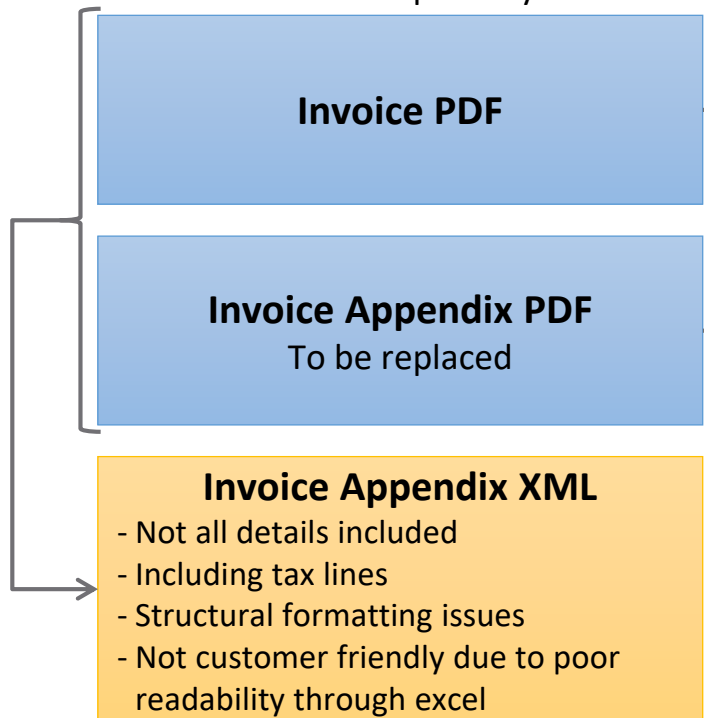 Invoice PDF
Invoice Appendix PDF
To be replaced
Invoice Appendix XML
- Not all details included
- Including tax lines
- Structural formatting issues
- Not customer friendly due to poor
readability through excel